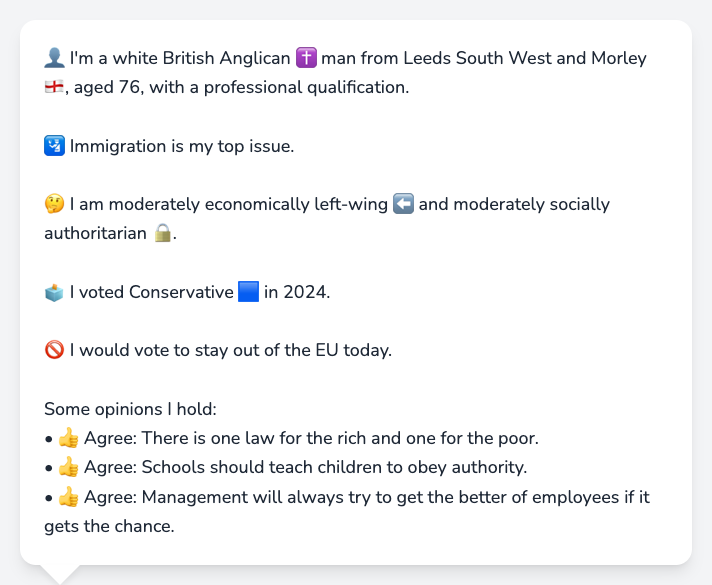 👤 I'm a white British Anglican ✝️ man from Leeds South West and Morley
🏴󠁧󠁢󠁥󠁮󠁧󠁿, aged 76, with a professional qualification.
🛂 Immigration is my top issue.
🤔 I am moderately economically left-wing ⬅️ and moderately socially
authoritarian 🔒.
🗳️ I voted Conservative 🟦 in 2024.
🚫 I would vote to stay out of the EU today.
Some opinions I hold:
• 👍 Agree: There is one law for the rich and one for the poor.
• 👍 Agree: Schools should teach children to obey authority.
• 👍 Agree: Management will always try to get the better of employees if it
gets the chance.